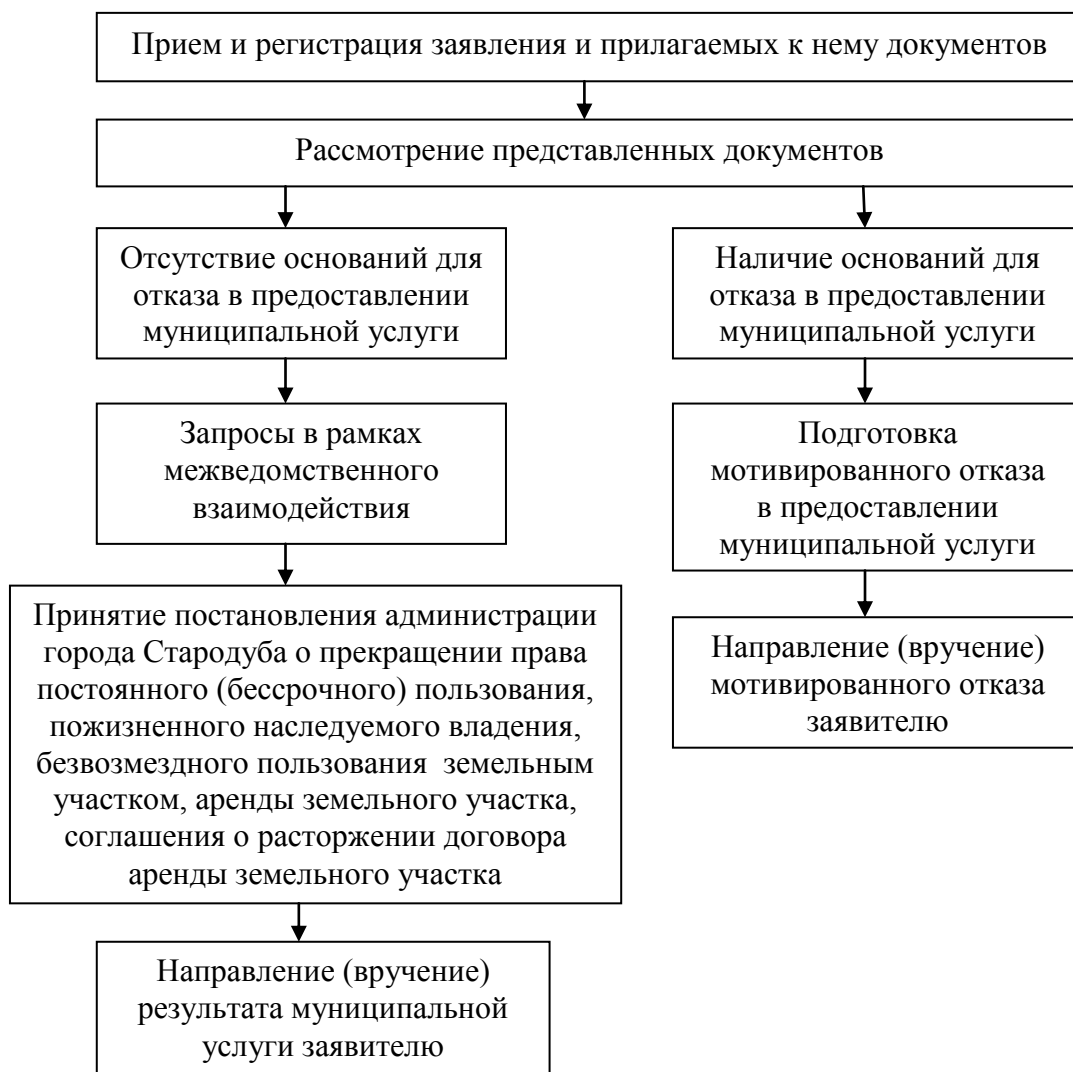 Прием и регистрация заявления и прилагаемых к нему документов
Рассмотрение представленных документов
Отсутствие оснований для
отказа в предоставлении
муниципальной услуги
Наличие оснований для
отказа в предоставлении
муниципальной услуги
Запросы в рамках
межведомственного
взаимодействия
Подготовка
мотивированного отказа
в предоставлении
муниципальной услуги
Принятие постановления администрации
города Стародуба о прекращении права
постоянного (бессрочного) пользования,
пожизненного наследуемого владения,
безвозмездного пользования земельным
участком, аренды земельного участка,
соглашения о расторжении договора
аренды земельного участка
Направление (вручение)
мотивированного отказа
заявителю
Направление (вручение)
результата муниципальной
услуги заявителю